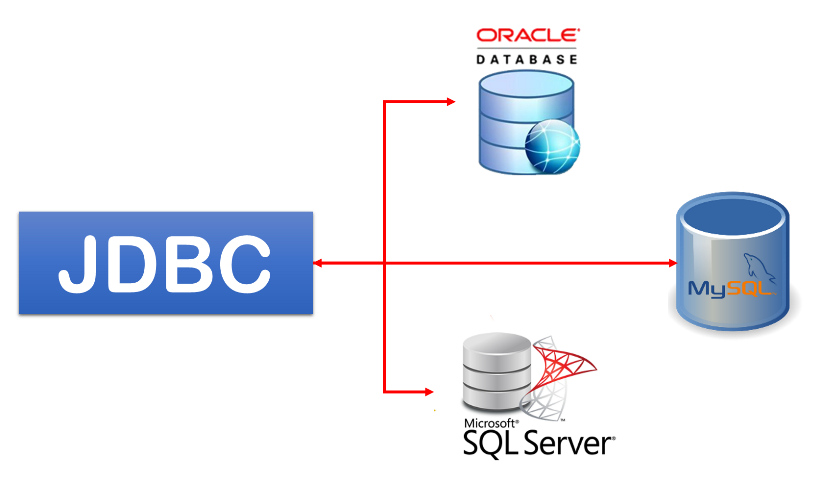 ORACLE®
DATABASE
JDBC
MySQL
Microsoft®
SQL Server®